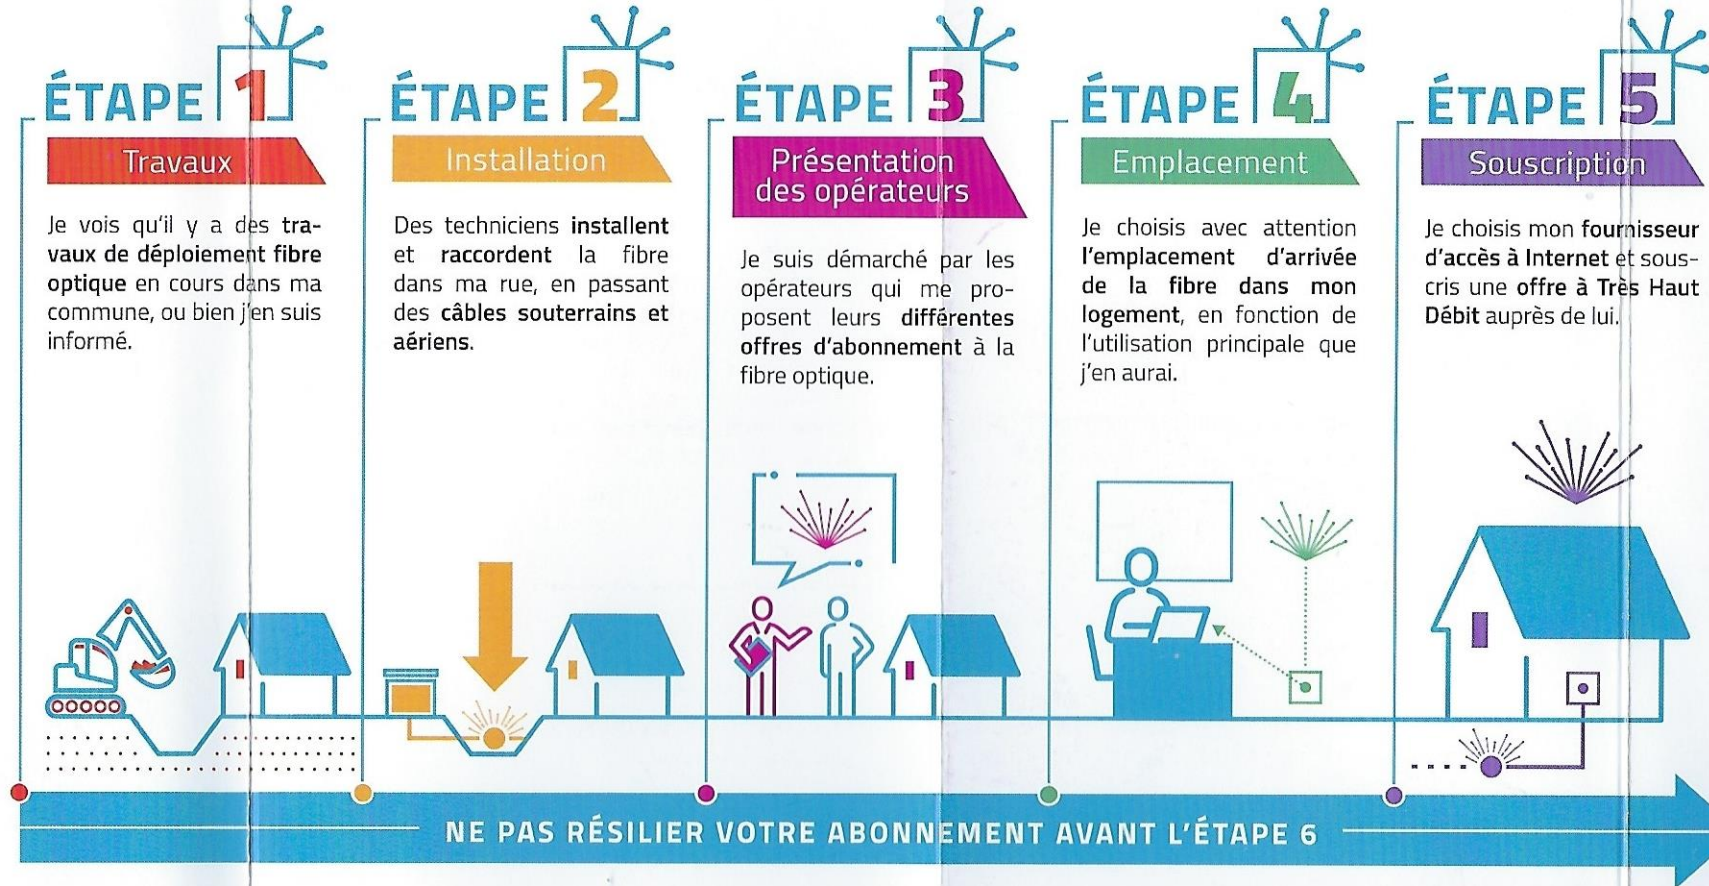 ÉTAPE 1
Travaux
Je vois qu'il y a des tra-
vaux de déploiement fibre
optique en cours dans ma
commune, ou bien j'en suis
informé.
ÉTAPE 2
Installation
Des techniciens installent
et raccordent la fibre
dans ma rue, en passant
des câbles souterrains et
aériens.
ÉTAPE 3
Présentation
des opérateurs
Je suis démarché par les
opérateurs qui me pro-
posent leurs différentes
offres d'abonnement à la
fibre optique.
ÉTAPE 4
Emplacement
Je choisis avec attention
l'emplacement d'arrivée
de la fibre dans mon
logement, en fonction de
l'utilisation principale que
j'en aurai.
ÉTAPE 5
Souscription
Je choisis mon fournisseur
d'accès à Internet et sous-
cris une offre à Très Haut
Débit auprès de lui.
NE PAS RÉSILIER VOTRE ABONNEMENT AVANT L'ÉTAPE 6